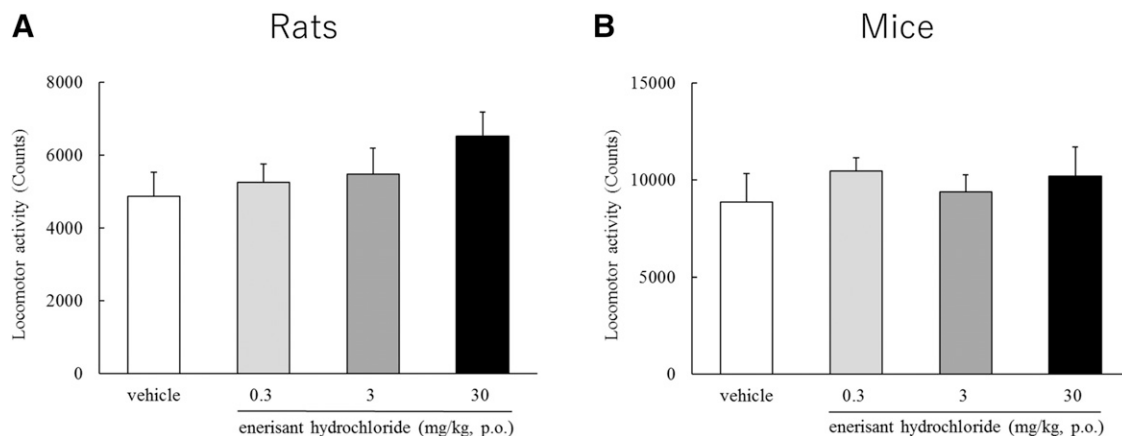 A Rats
Locomotor activity (Counts)
8000
6000
4000
2000
0
vehicle 0.3 3 30
enerisant hydrochloride (mg/kg, p.o.)
B Mice
Locomotor activity (Counts)
15000
10000
5000
0
vehicle 0.3 3 30
enerisant hydrochloride (mg/kg, p.o.)